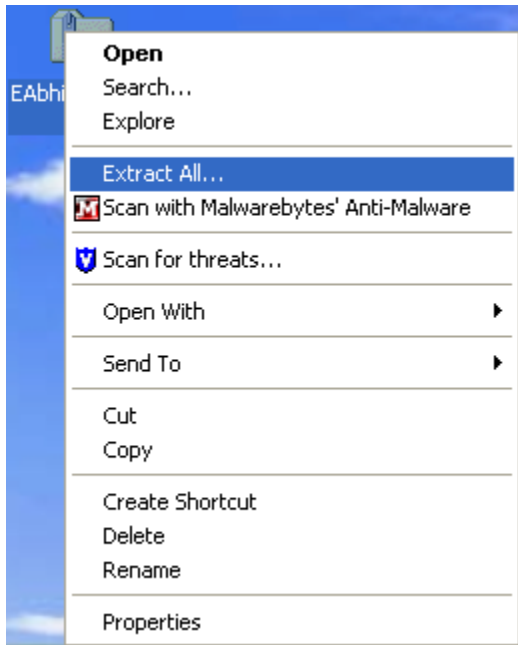 EAbhi
Open
Search...
Explore
Extract All...
Scan with Malwarebytes' Anti-Malware
Scan for threats...
Open With
Send To
Cut
Copy
Create Shortcut
Delete
Rename
Properties